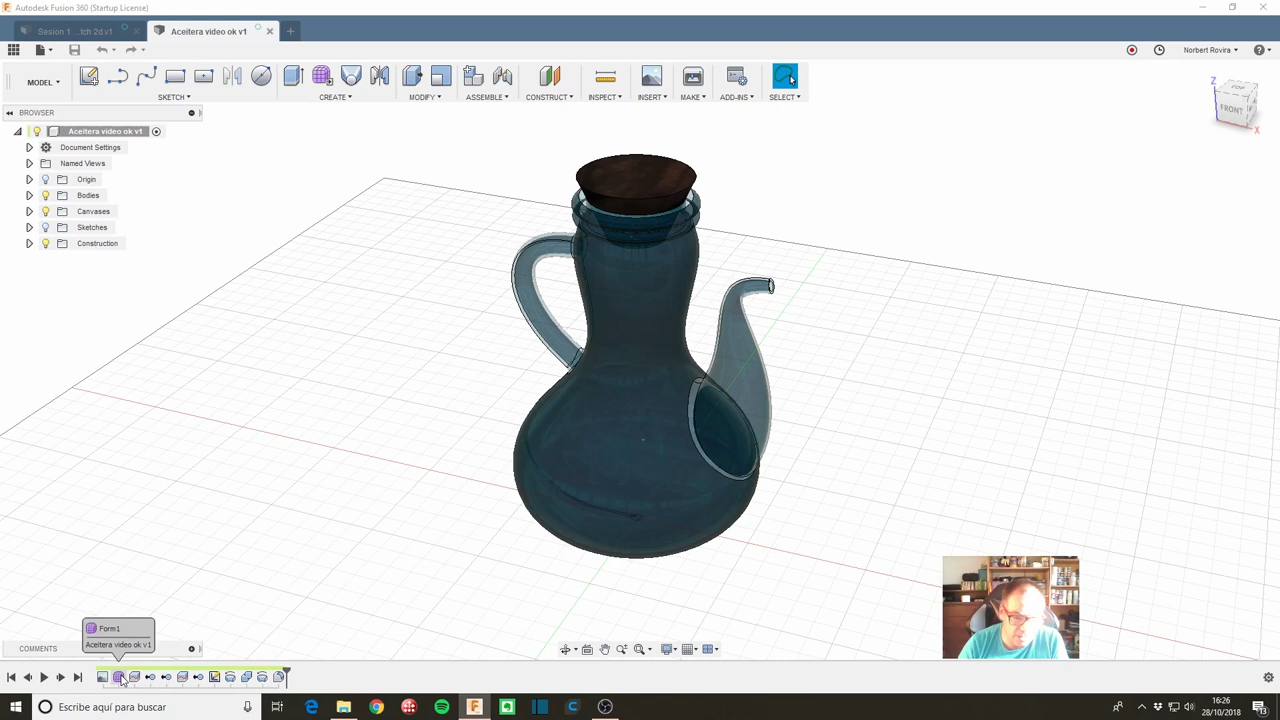 Autodesk Fusion 360 (Startup License)
Sesion 1 ...tch 2d v1
Aceitera video ok v1
Norbert Rovira
MODEL
SKETCH
CREATE
MODIFY
ASSEMBLE
CONSTRUCT
INSPECT
INSERT
MAKE
ADD-INS
SELECT
BROWSER
Aceitera video ok v1
Document Settings
Named Views
Origin
Bodies
Canvases
Sketches
Construction
Z
TOP
FRONT
X
Form1
Aceitera video ok v1
COMMENTS
Escribe aquí para buscar
16:26
28/10/2018
13